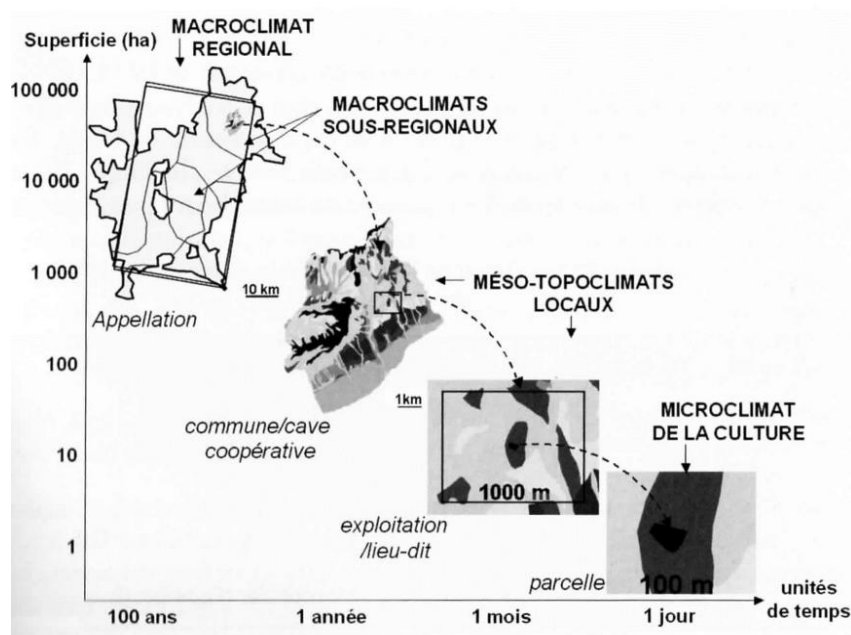 Superficie (ha)
MACROCLIMAT
REGIONAL
100 000
MACROCLIMATS
SOUS-REGIONAUX
10 000
1 000
10 km
Appellation
MÉSO-TOPOCLIMATS
LOCAUX
100
1km
commune/cave
coopérative
MICROCLIMAT
DE LA CULTURE
10
1000 m
exploitation
/lieu-dit
1
parcelle
100 m
unités
de temps
100 ans
1 année
1 mois
1 jour